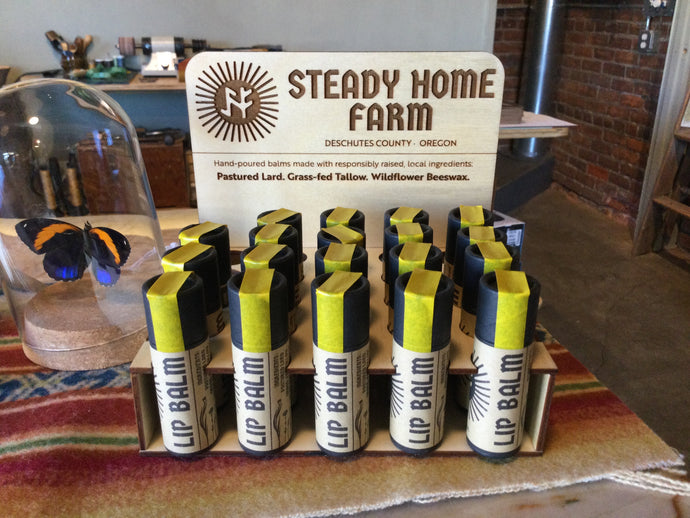 STEADY HOME
FARM
DESCHUTES COUNTY · OREGON
Hand-poured balms made with responsibly raised, local ingredients:
Pastured Lard. Grass-fed Tallow. Wildflower Beeswax.
LIP BALM
LIP BALM
LIP BALM
LIP BALM
LIP BALM